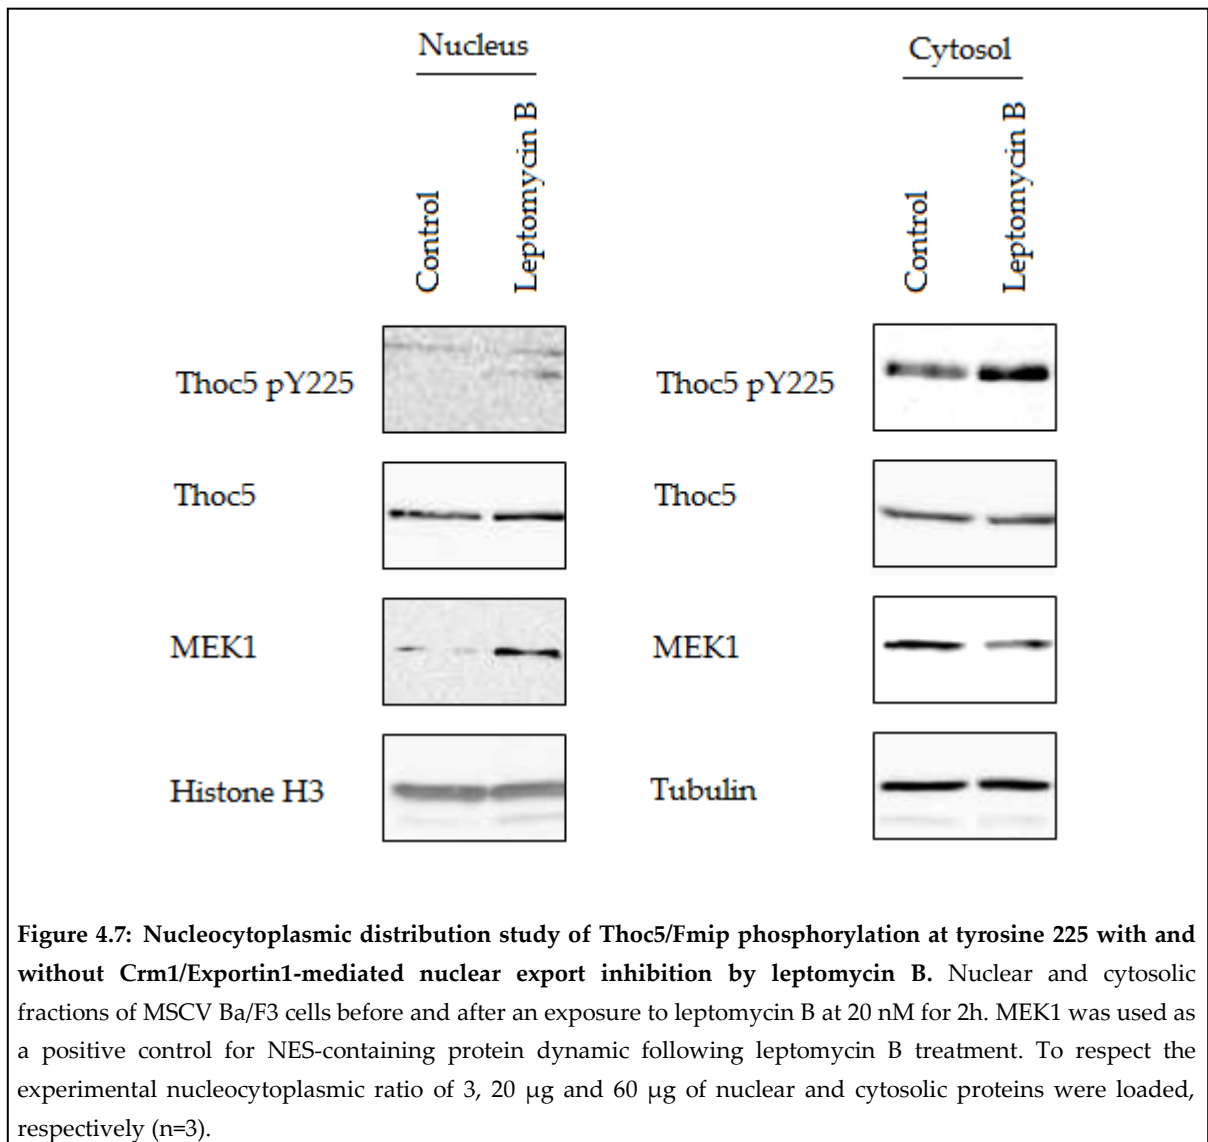 Nucleus
Cytosol
Control
Leptomycin B
Control
Leptomycin B
Thoc5 pY225
Thoc5 pY225
Thoc5
Thoc5
MEK1
MEK1
Histone H3
Tubulin
Figure 4.7: Nucleocytoplasmic distribution study of Thoc5/Fmip phosphorylation at tyrosine 225 with and
without Crm1/Exportin1-mediated nuclear export inhibition by leptomycin B. Nuclear and cytosolic
fractions of MSCV Ba/F3 cells before and after an exposure to leptomycin B at 20 nM for 2h. MEK1 was used as
a positive control for NES-containing protein dynamic following leptomycin B treatment. To respect the
experimental nucleocytoplasmic ratio of 3, 20 µg and 60 µg of nuclear and cytosolic proteins were loaded,
respectively (n=3).